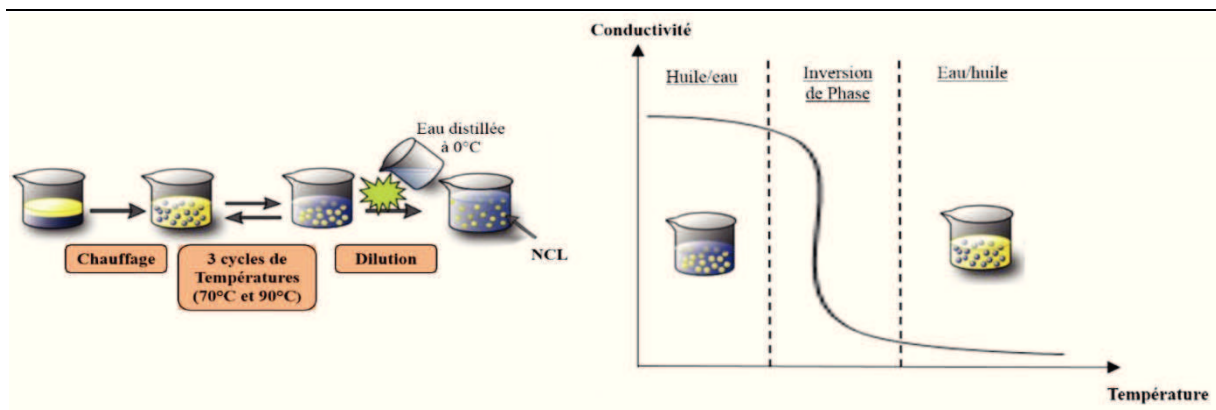 Eau distillée
à 0°C
Chauffage
3 cycles de
Températures
(70°C et 90°C)
Dilution
NCL
Conductivité
Huile/eau
Inversion
de Phase
Eau/huile
Température